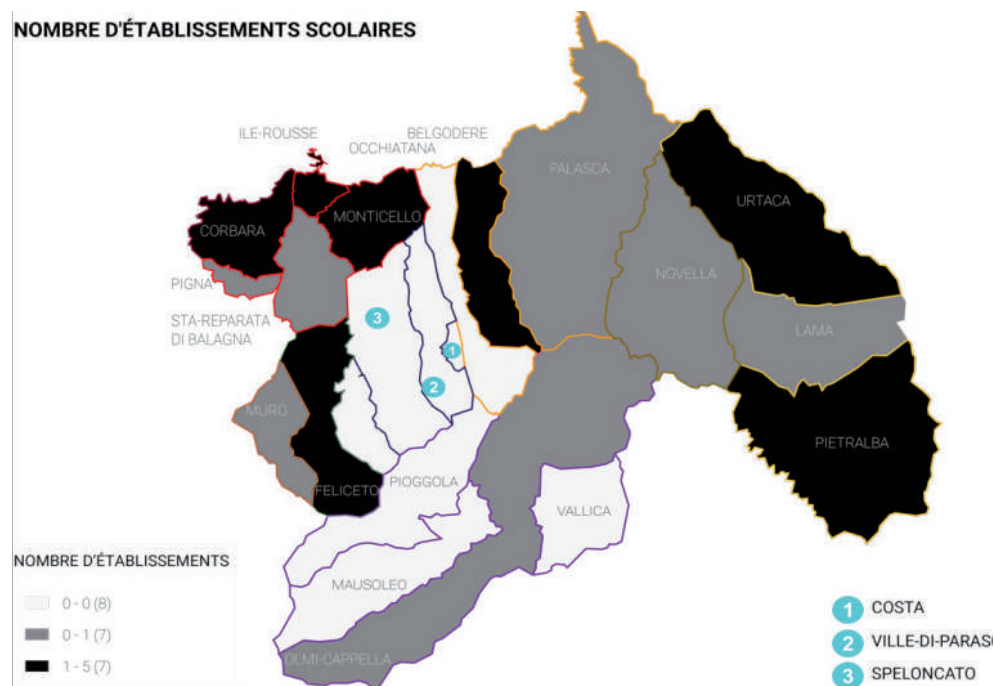 NOMBRE D'ÉTABLISSEMENTS SCOLAIRES
ILE-ROUSSE
OCCHIATANA
BELGODERE
PALASCA
URTACA
CORBARA
MONTICELLO
NOVELLA
PIGNA
3
STA-REPARATA
DI BALAGNA
LAMA
1
2
MURO
PIETRALBA
FELICETO
PIOGGOLA
VALLICA
NOMBRE D'ÉTABLISSEMENTS
MAUSOLEO
0 - 0 (8)
0 - 1 (7)
1 - 5 (7)
OLMI-CAPPELLA
1 COSTA
2 VILLE-DI-PARASO
3 SPELONCATO